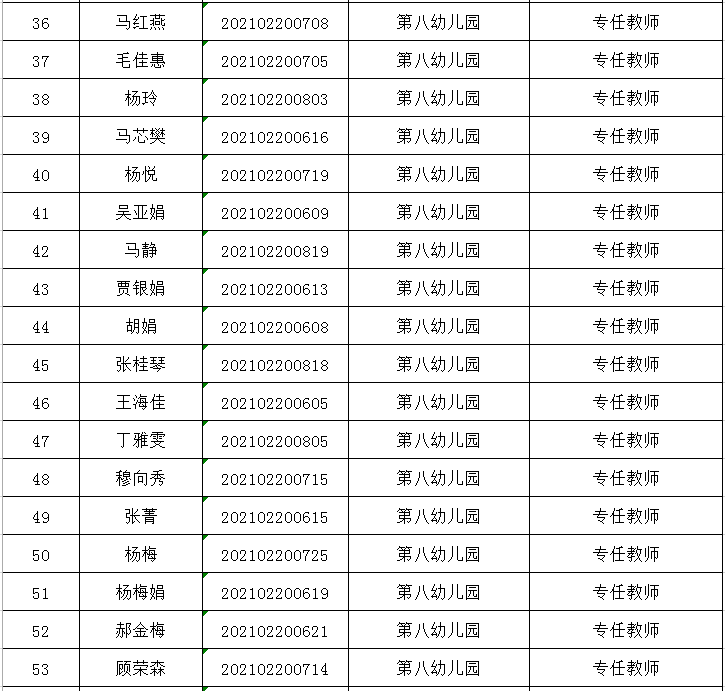 36 马红燕 202102200708 第八幼儿园 专任教师
37 毛佳惠 202102200705 第八幼儿园 专任教师
38 杨玲 202102200803 第八幼儿园 专任教师
39 马芯樊 202102200616 第八幼儿园 专任教师
40 杨悦 202102200719 第八幼儿园 专任教师
41 吴亚娟 202102200609 第八幼儿园 专任教师
42 马静 202102200819 第八幼儿园 专任教师
43 贾银娟 202102200613 第八幼儿园 专任教师
44 胡娟 202102200608 第八幼儿园 专任教师
45 张桂琴 202102200818 第八幼儿园 专任教师
46 王海佳 202102200605 第八幼儿园 专任教师
47 丁雅雯 202102200805 第八幼儿园 专任教师
48 穆向秀 202102200715 第八幼儿园 专任教师
49 张菁 202102200615 第八幼儿园 专任教师
50 杨梅 202102200725 第八幼儿园 专任教师
51 杨梅娟 202102200619 第八幼儿园 专任教师
52 郝金梅 202102200621 第八幼儿园 专任教师
53 顾荣森 202102200714 第八幼儿园 专任教师